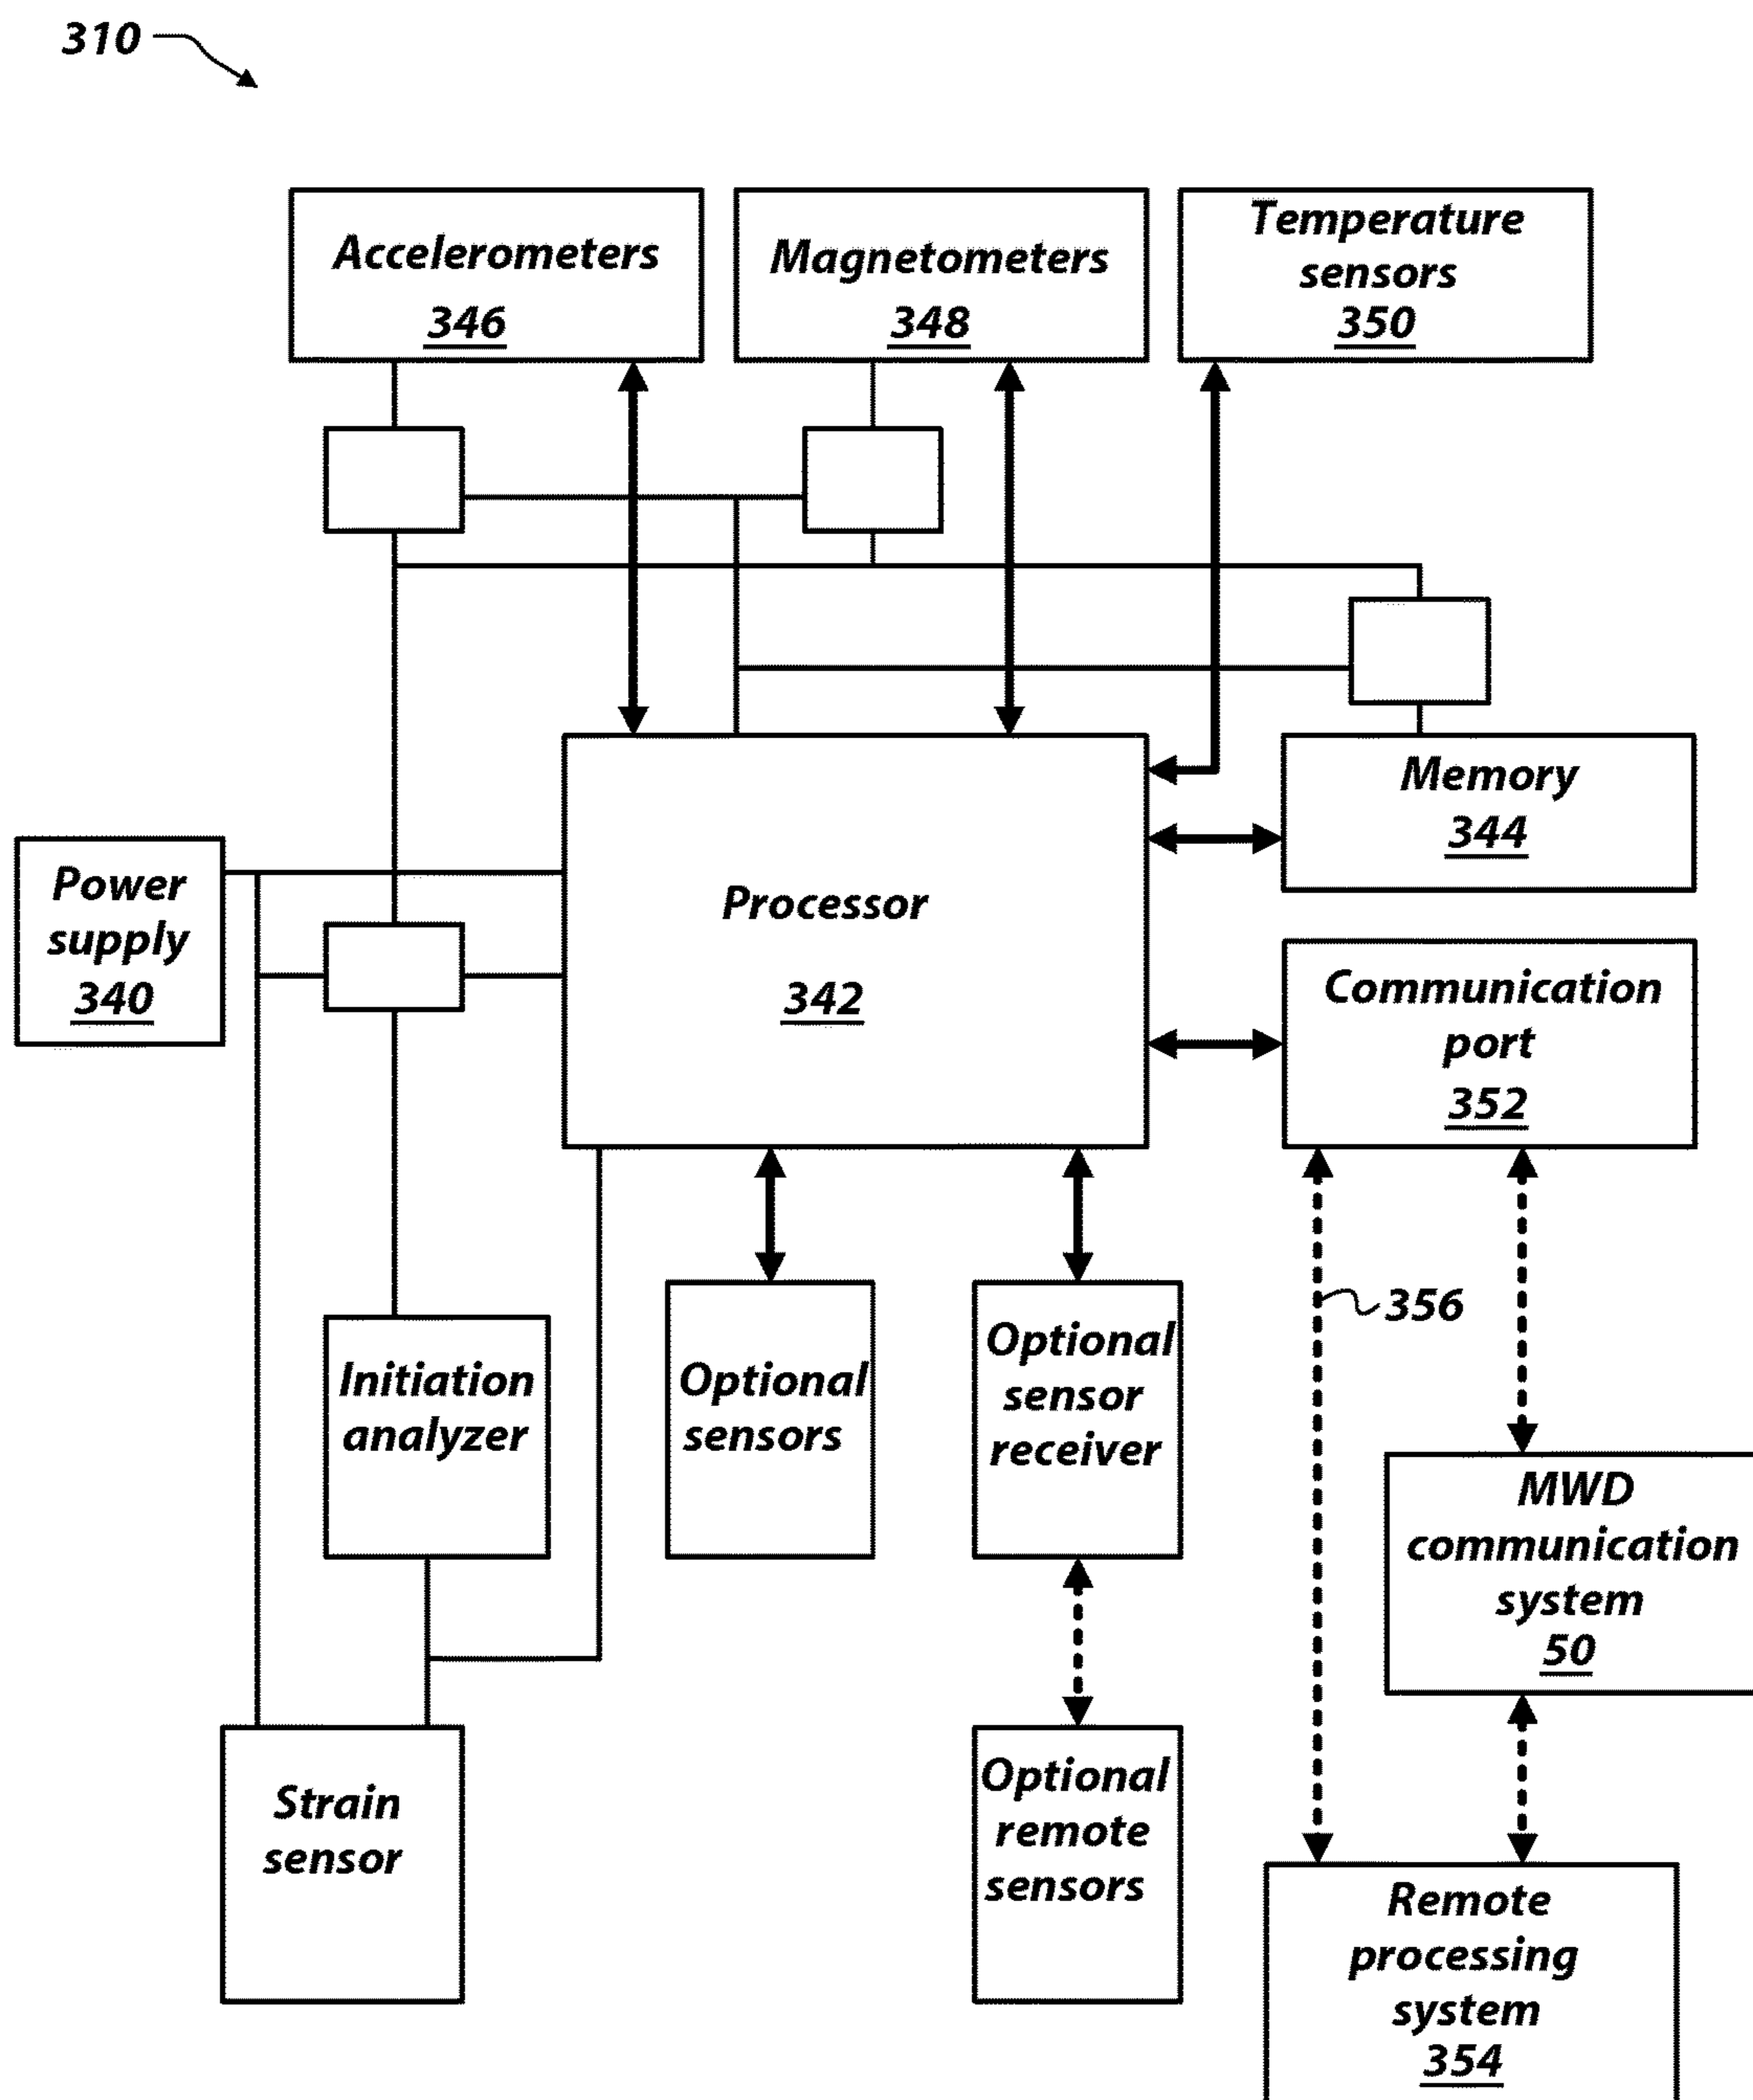 310
Accelerometers
346
Magnetometers
348
Temperature
sensors
350
Memory
344
Power
supply
340
Processor
342
Communication
port
352
356
Initiation
analyzer
Optional
sensors
Optional
sensor
receiver
MWD
communication
system
50
Strain
sensor
Optional
remote
sensors
Remote
processing
system
354